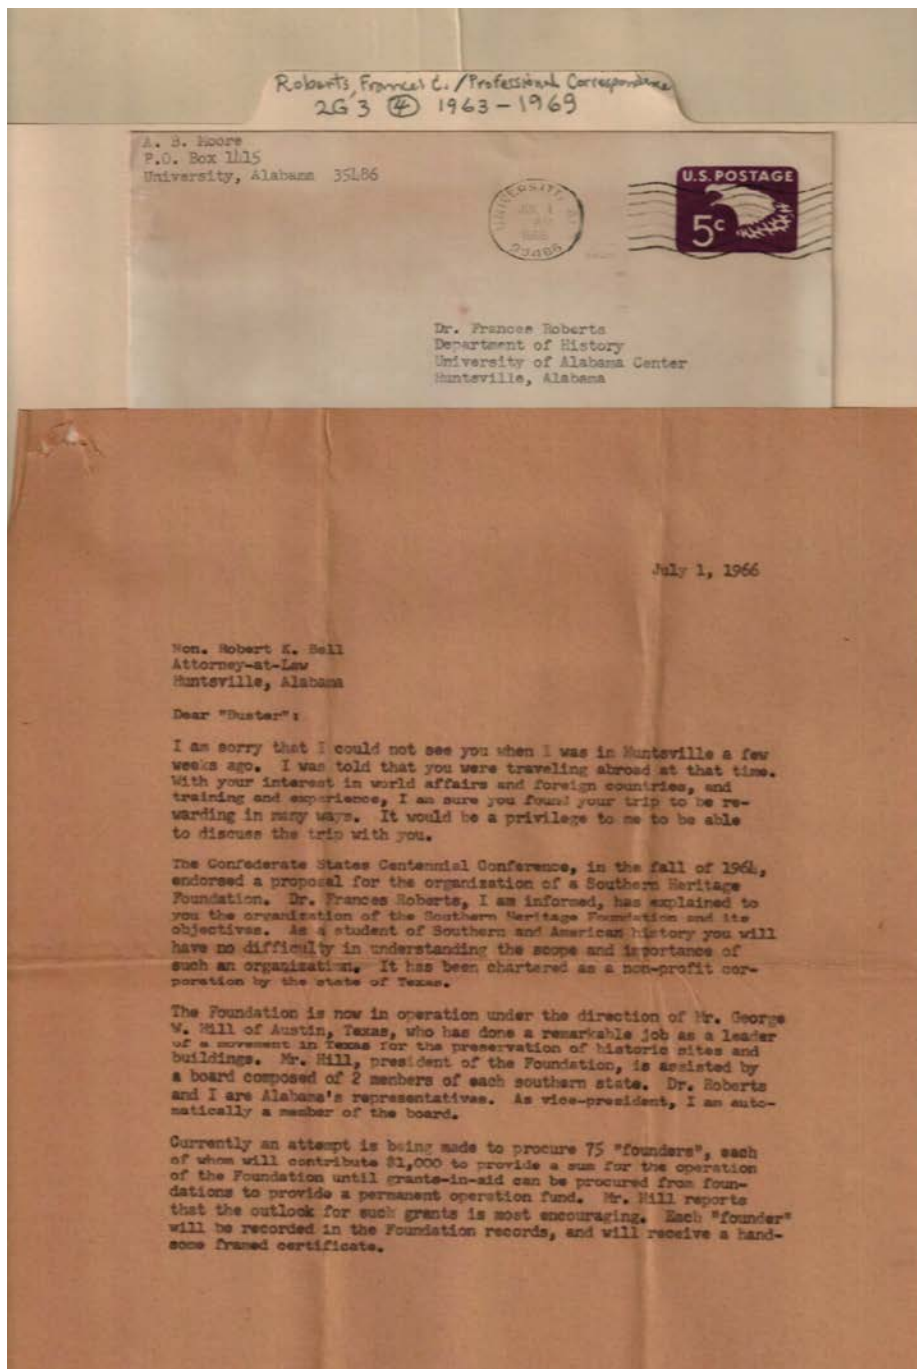 Roberts, Frances C. / Professional Correspondence
2G 3 ④ 1963-1969
A. B. Moore
P.O. Box 1415
University, Alabama 35486
U.S. POSTAGE
5c
UNIVERSITY
1966
35486
Dr. Frances Roberts
Department of History
University of Alabama Center
Huntsville, Alabama
July 1, 1966
Hon. Robert K. Bell
Attorney-at-Law
Huntsville, Alabama
Dear "Buster":
I am sorry that I could not see you when I was in Huntsville a few
weeks ago. I was told that you were traveling abroad at that time.
With your interest in world affairs and foreign countries, and
training and experience, I am sure you found your trip to be re-
warding in many ways. It would be a privilege to me to be able
to discuss the trip with you.
The Confederate States Centennial Conference, in the fall of 1964,
endorsed a proposal for the organization of a Southern Heritage
Foundation. Dr. Frances Roberts, I am informed, has explained to
you the organization of the Southern Heritage Foundation and its
objectives. As a student of Southern and American history you will
have no difficulty in understanding the scope and importance of
such an organization. It has been chartered as a non-profit cor-
poration by the state of Texas.
The Foundation is now in operation under the direction of Mr. George
W. Hill of Austin, Texas, who has done a remarkable job as a leader
of a movement in Texas for the preservation of historic sites and
buildings. Mr. Hill, president of the Foundation, is assisted by
a board composed of 2 members of each southern state. Dr. Roberts
and I are Alabama's representatives. As vice-president, I am auto-
matically a member of the board.
Currently an attempt is being made to procure 75 "founders", each
of whom will contribute $1,000 to provide a sum for the operation
of the Foundation until grants-in-aid can be procured from foun-
dations to provide a permanent operation fund. Mr. Hill reports
that the outlook for such grants is most encouraging. Each "founder"
will be recorded in the Foundation records, and will receive a hand-
some framed certificate.